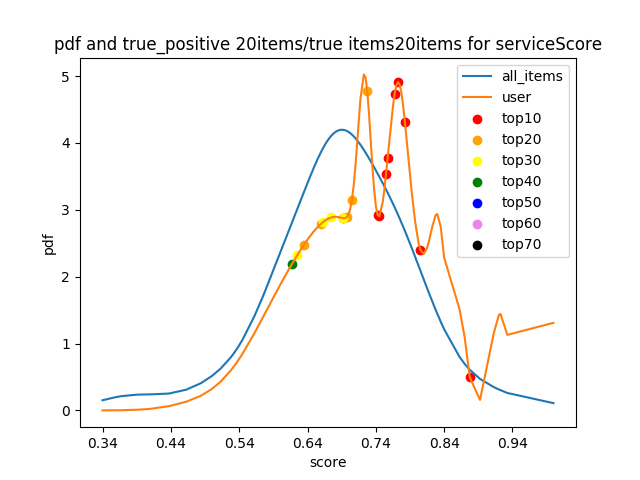 pdf and true_positive 20items/true items20items for serviceScore
5
4
3
2
1
0
pdf
0.34 0.44 0.54 0.64 0.74 0.84 0.94
score
all_items
user
top10
top20
top30
top40
top50
top60
top70